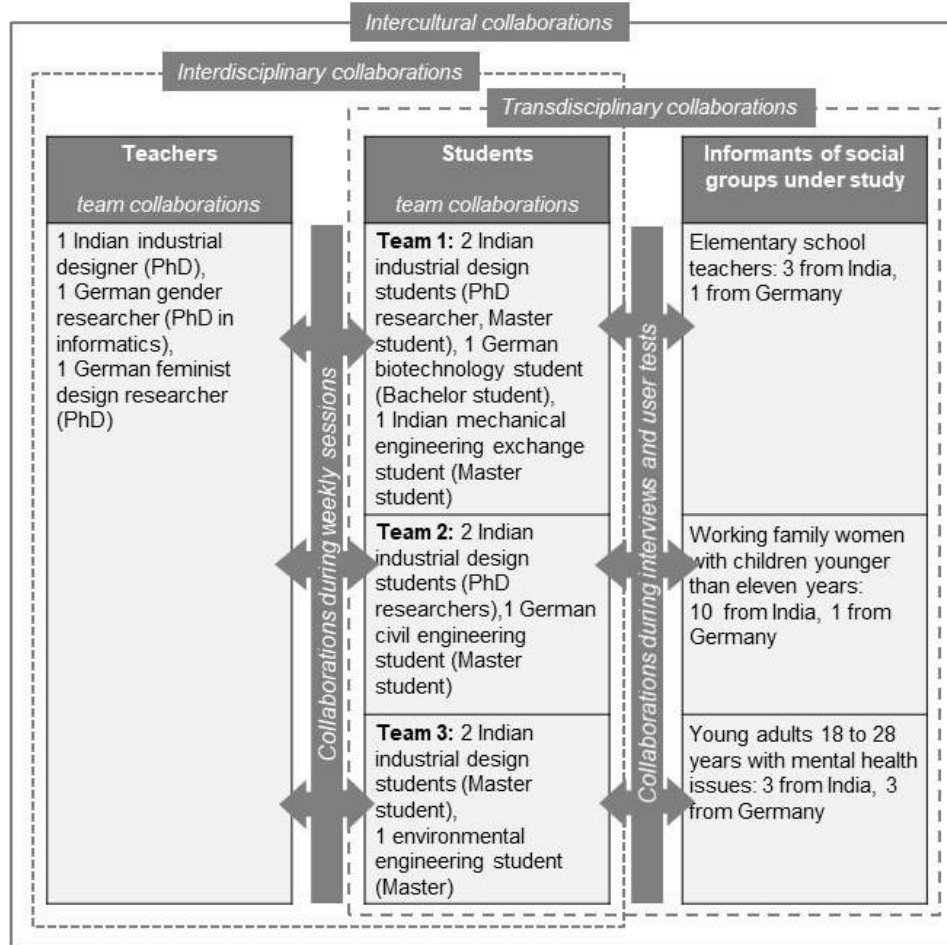 Intercultural collaborations
Interdisciplinary collaborations
Transdisciplinary collaborations
Teachers
team collaborations
1 Indian industrial
designer (PhD),
1 German gender
researcher (PhD in
informatics),
1 German feminist
design researcher
(PhD)
Collaborations during weekly sessions
Students
team collaborations
Team 1: 2 Indian
industrial design
students (PhD
researcher, Master
student), 1 German
biotechnology student
(Bachelor student),
1 Indian mechanical
engineering exchange
student (Master
student)
Team 2: 2 Indian
industrial design
students (PhD
researchers),1 German
civil engineering
student (Master
student)
Team 3: 2 Indian
industrial design
students (Master
student),
1 environmental
engineering student
(Master)
Collaborations during interviews and user tests
Informants of social
groups under study
Elementary school
teachers: 3 from India,
1 from Germany
Working family women
with children younger
than eleven years:
10 from India, 1 from
Germany
Young adults 18 to 28
years with mental health
issues: 3 from India, 3
from Germany